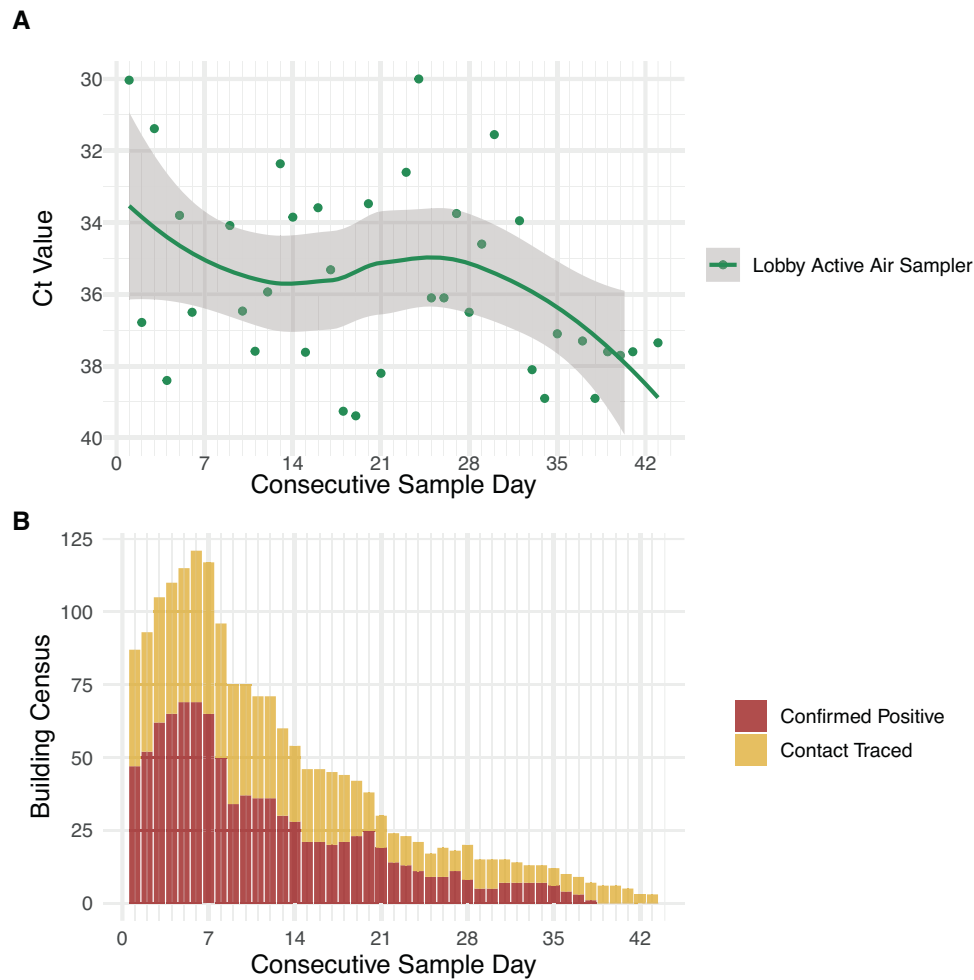 A
30
32
34
36
38
40
Ct Value
0 7 14 21 28 35 42
Consecutive Sample Day
Lobby Active Air Sampler
B
125
100
75
50
25
0
Building Census
0 7 14 21 28 35 42
Consecutive Sample Day
Confirmed Positive
Contact Traced